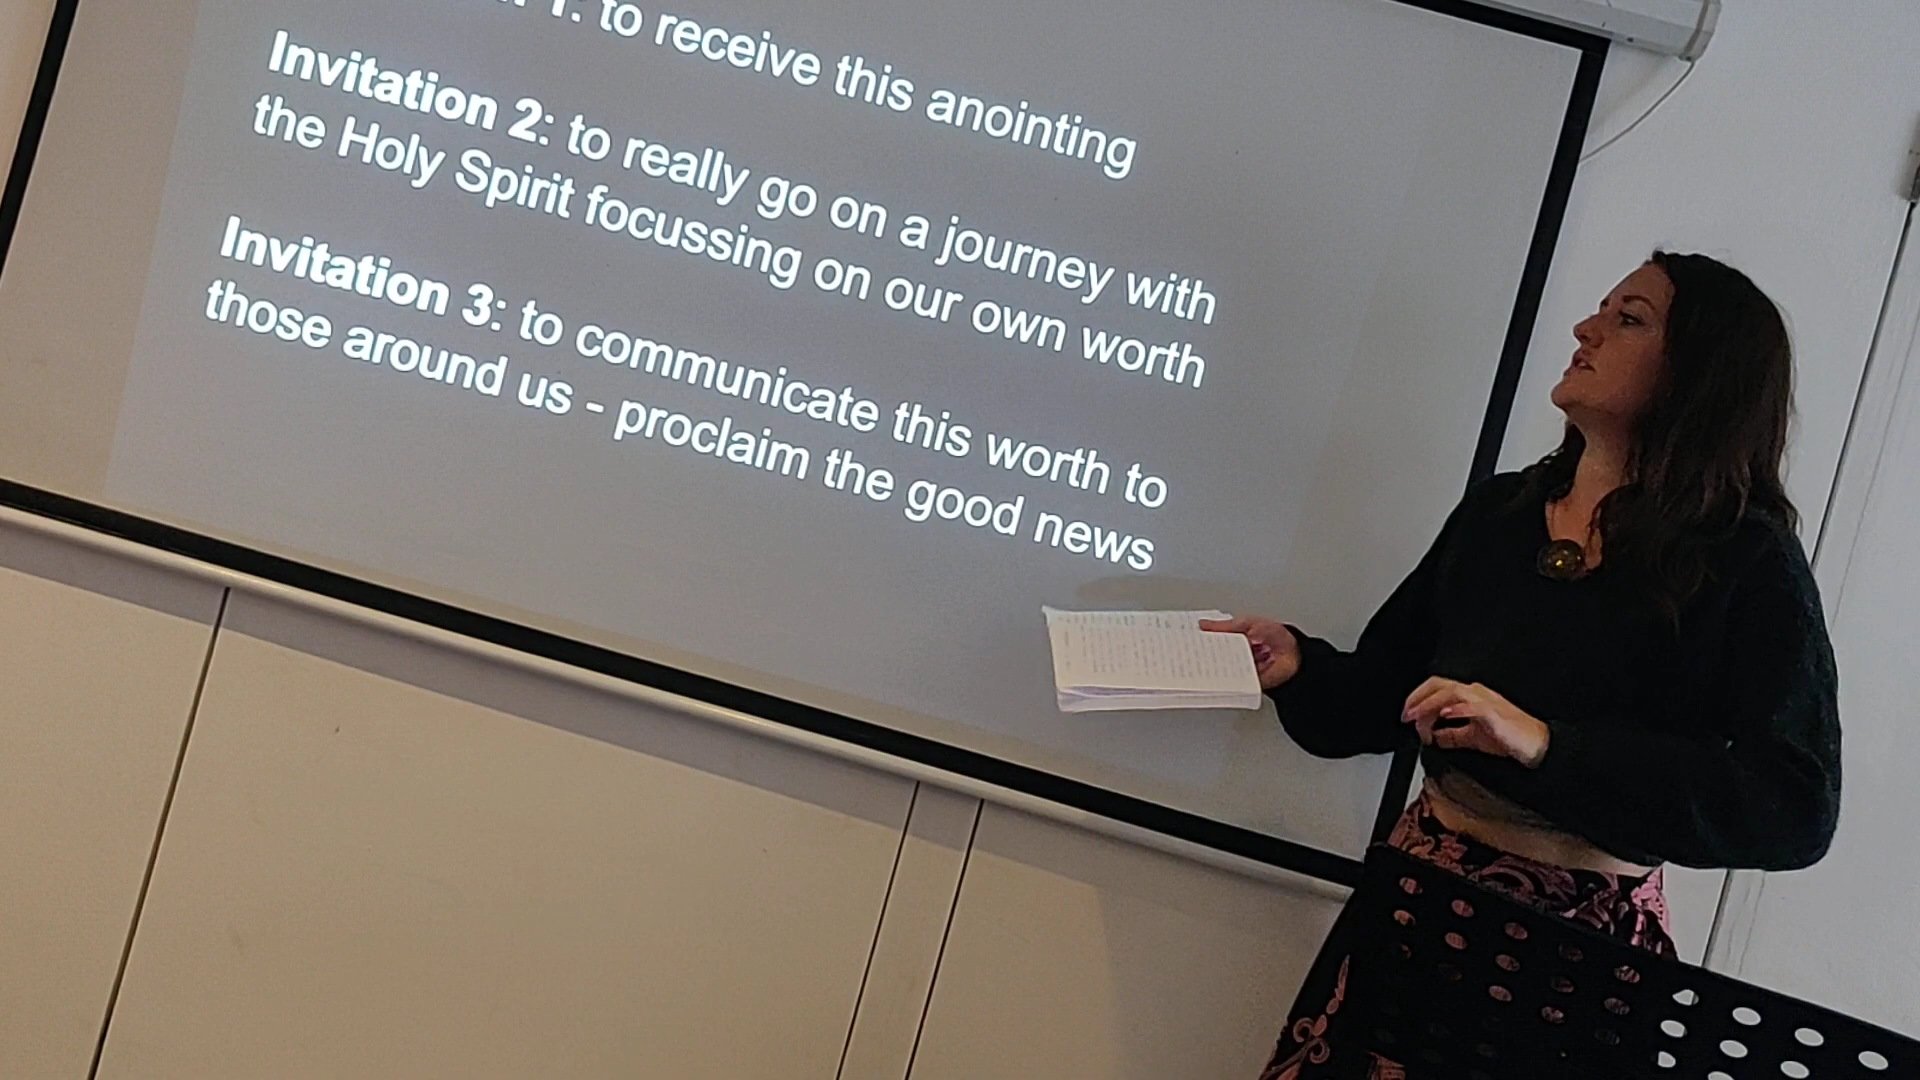 1: to receive this anointing
Invitation 2: to really go on a journey with
the Holy Spirit focussing on our own worth
Invitation 3: to communicate this worth to
those around us - proclaim the good news